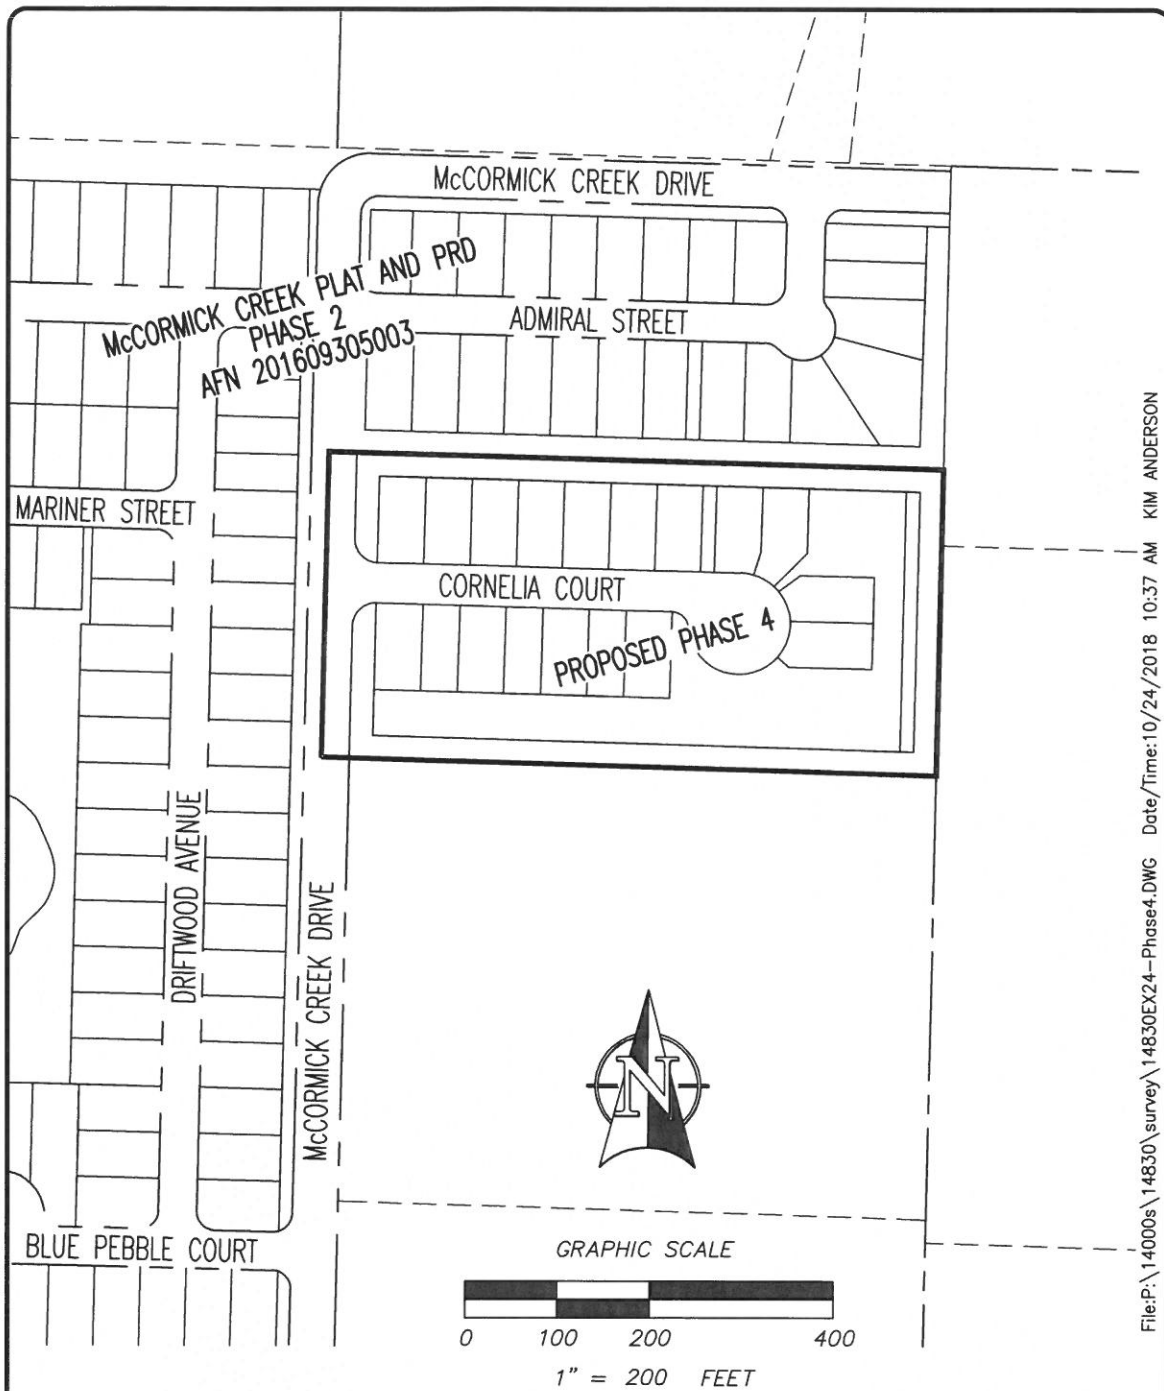 McCORMICK CREEK DRIVE
McCORMICK CREEK PLAT AND PRD
PHASE 2
AFN 201609305003
ADMIRAL STREET
MARINER STREET
CORNELIA COURT
PROPOSED PHASE 4
DRIFTWOOD AVENUE
McCORMICK CREEK DRIVE
N
BLUE PEBBLE COURT
GRAPHIC SCALE
0 100 200 400
1" = 200 FEET
File:P:\14000s\14830\survey\14830EX24-Phase4.DWG Date/Time:10/24/2018 10:37 AM KIM ANDERSON